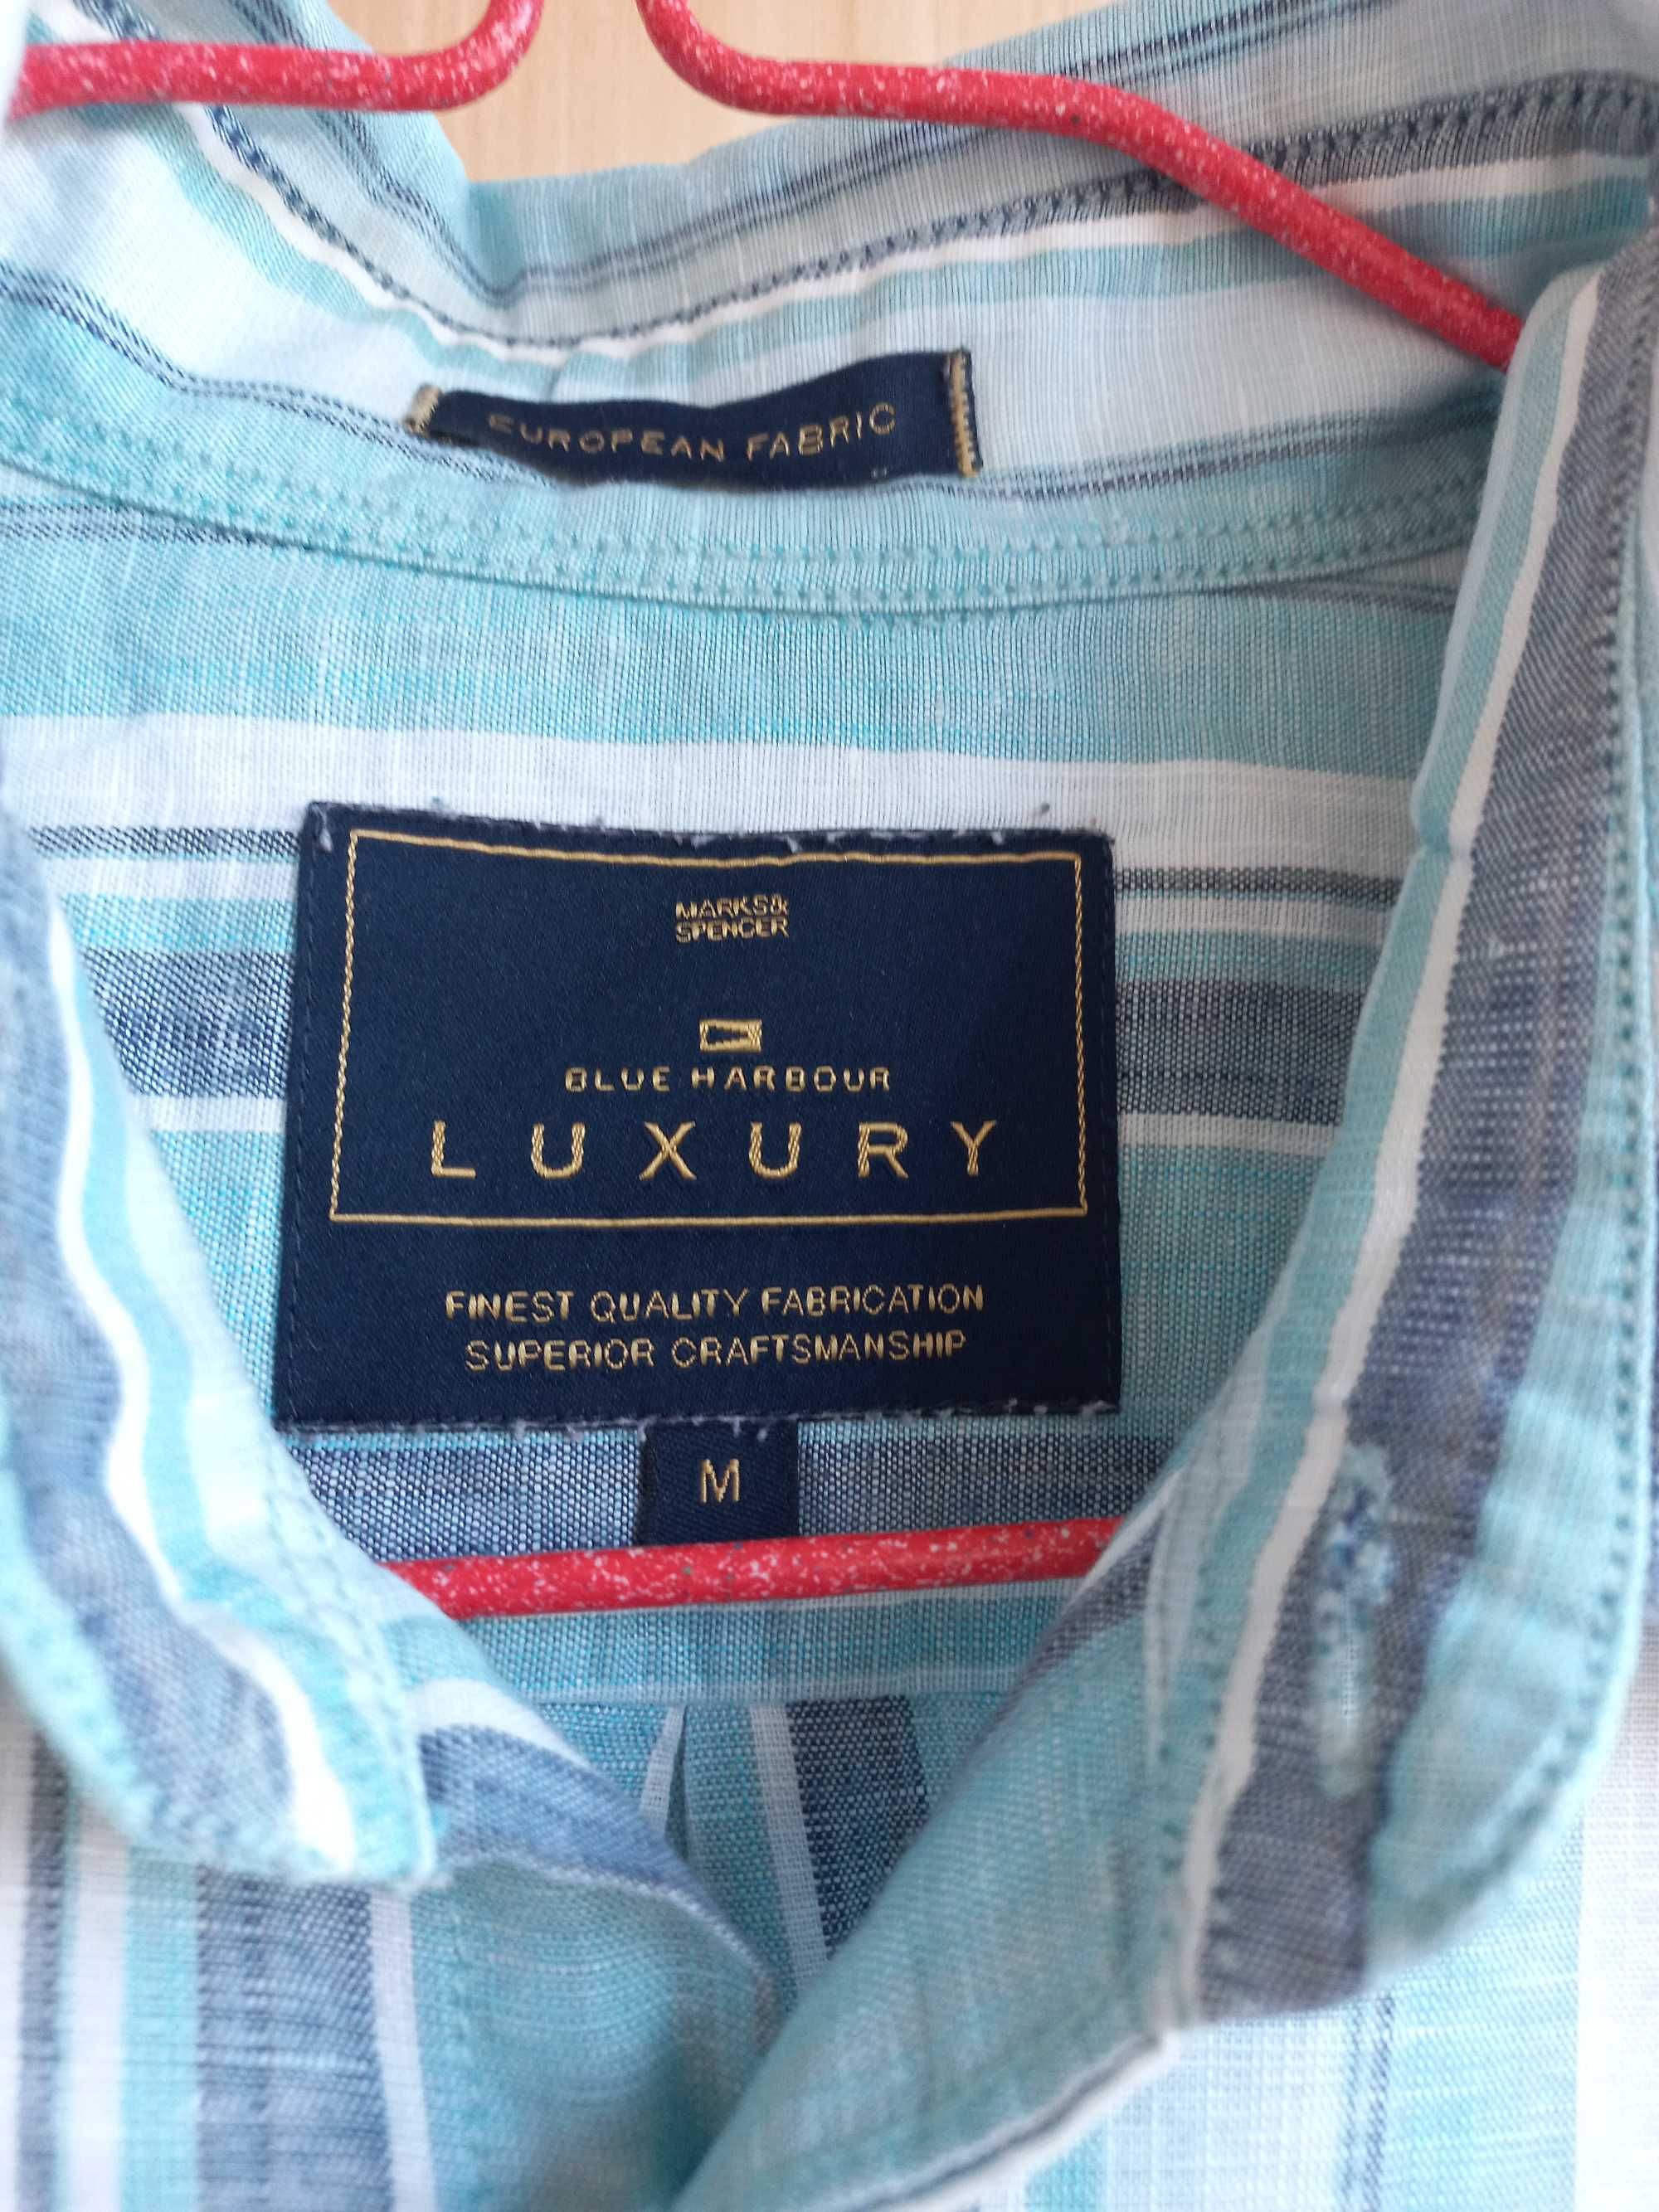 EUROPEAN FABRIC
MARKS&
SPENCER
BLUE HARBOUR
LUXURY
FINEST QUALITY FABRICATION
SUPERIOR CRAFTSMANSHIP
M